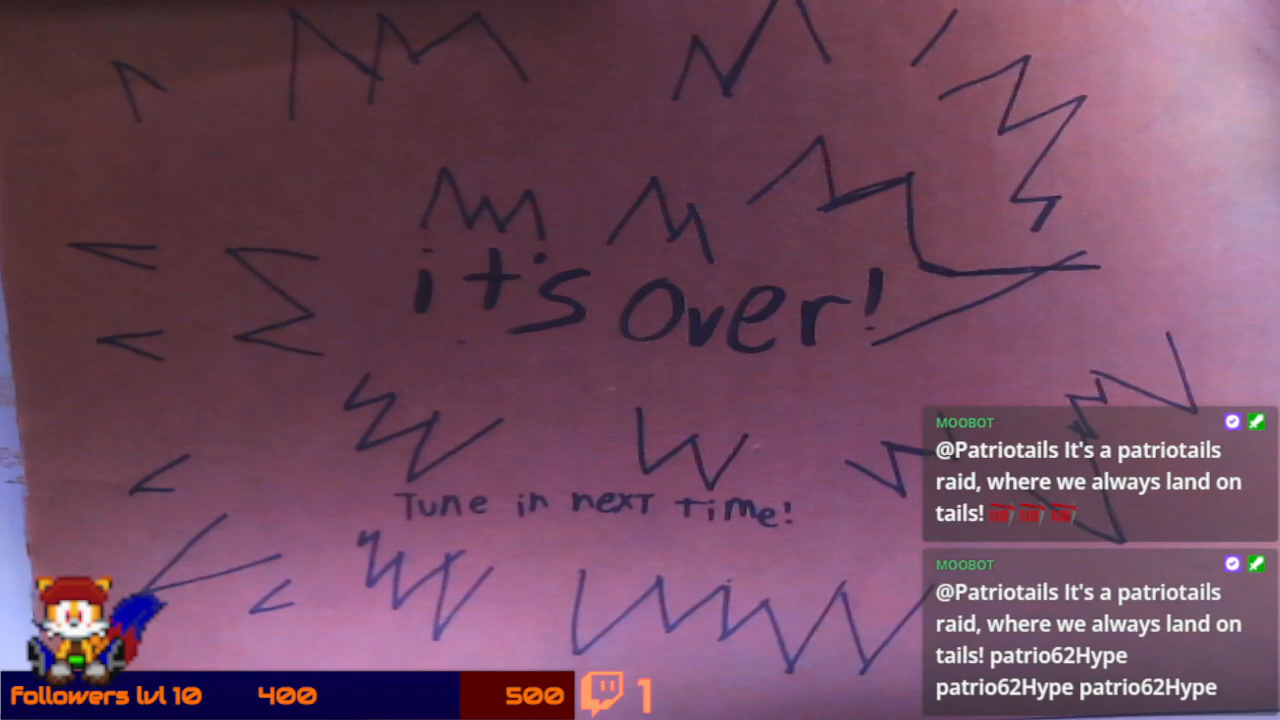 it's over!
Tune in next time!
MOOBOT
@Patriotails It's a patriotails
raid, where we always land on
tails!
MOOBOT
@Patriotails It's a patriotails
raid, where we always land on
tails! patrio62Hype
patrio62Hype patrio62Hype
Followers lvl 10 400 500 1